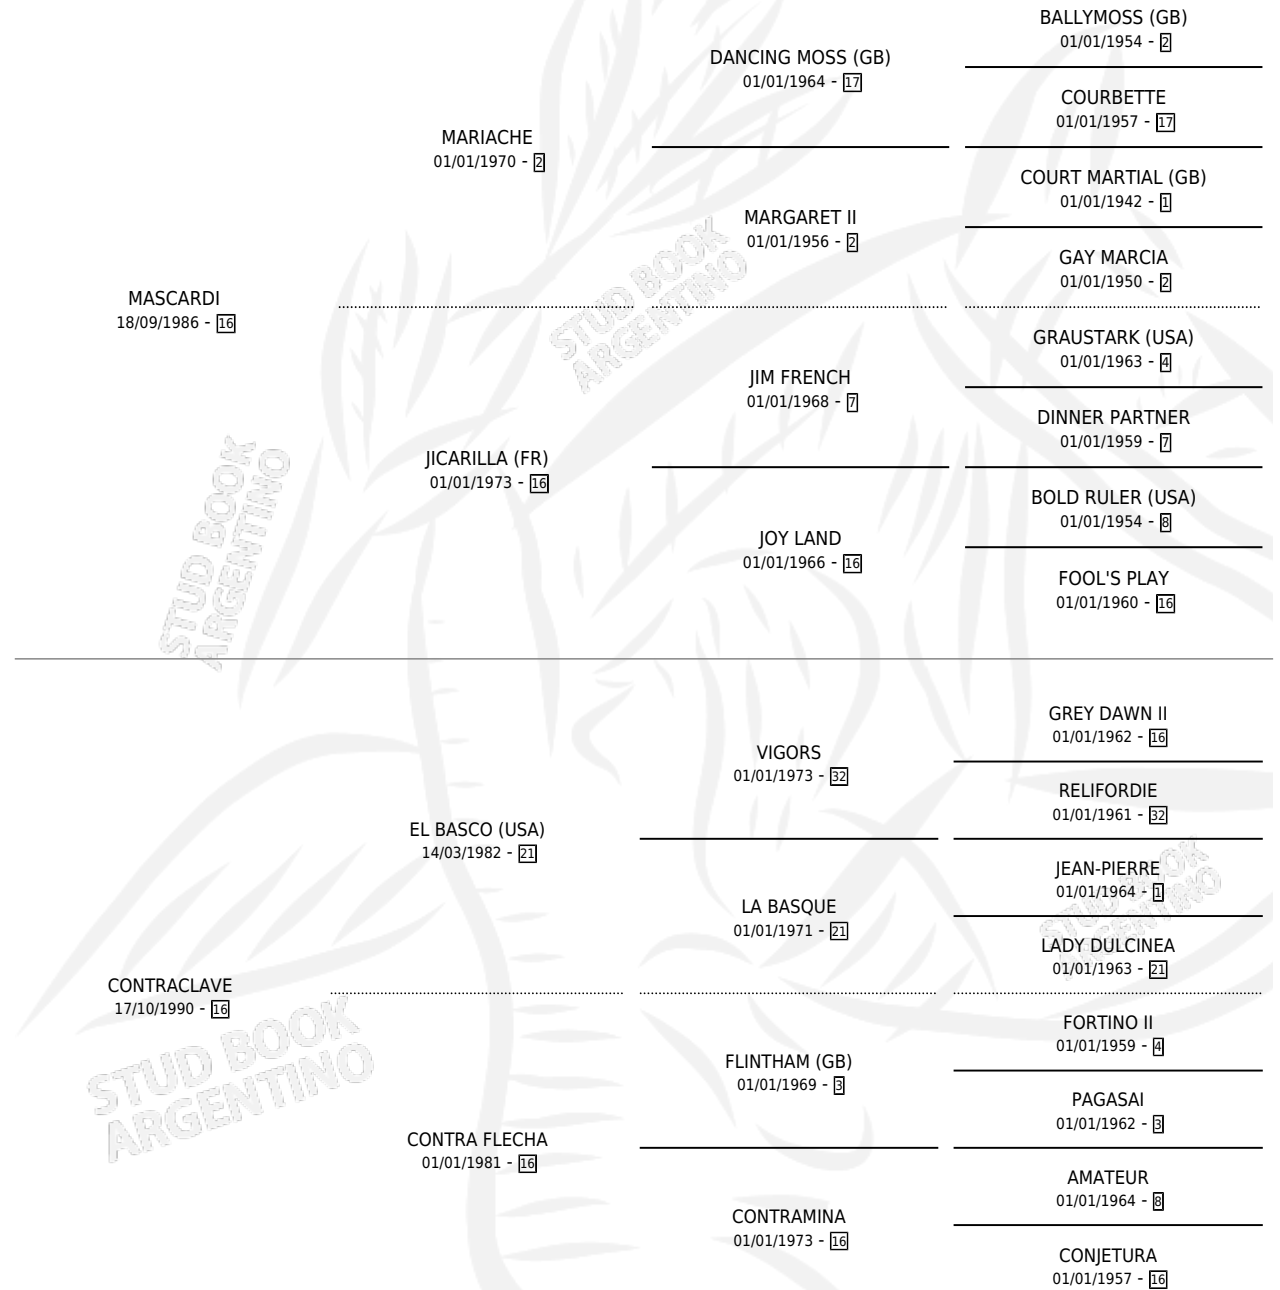 BALLYMOSS (GB)
01/01/1954 - 2
DANCING MOSS (GB)
01/01/1964 - 17
COURBETTE
01/01/1957 - 17
MARIACHE
01/01/1970 - 2
COURT MARTIAL (GB)
01/01/1942 - 1
MARGARET II
01/01/1956 - 2
GAY MARCIA
01/01/1950 - 2
MASCARDI
18/09/1986 - 16
GRAUSTARK (USA)
01/01/1963 - 4
JIM FRENCH
01/01/1968 - 7
DINNER PARTNER
01/01/1959 - 7
JICARILLA (FR)
01/01/1973 - 16
BOLD RULER (USA)
01/01/1954 - 8
JOY LAND
01/01/1966 - 16
FOOL'S PLAY
01/01/1960 - 16
STUD BOOK
ARGENTINO
STUD BOOK
ARGENTINO
GREY DAWN II
01/01/1962 - 16
VIGORS
01/01/1973 - 32
RELIFORDIE
01/01/1961 - 32
EL BASCO (USA)
14/03/1982 - 21
JEAN-PIERRE
01/01/1964 - 1
LA BASQUE
01/01/1971 - 21
LADY DULCINEA
01/01/1963 - 21
CONTRACLAVE
17/10/1990 - 16
FORTINO II
01/01/1959 - 4
FLINTHAM (GB)
01/01/1969 - 3
PAGASAI
01/01/1962 - 3
CONTRA FLECHA
01/01/1981 - 16
AMATEUR
01/01/1964 - 8
CONTRAMINA
01/01/1973 - 16
CONJETURA
01/01/1957 - 16
STUD BOOK
ARGENTINO
STUD BOOK
ARGENTINO